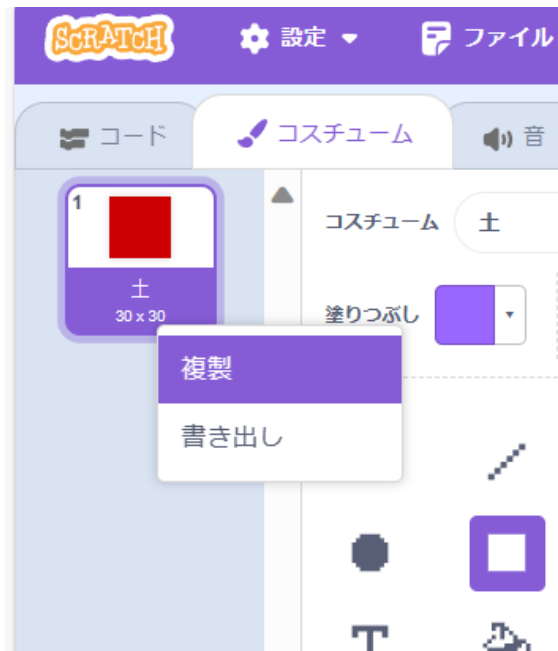 SCRATCH 設定 ファイル
コード コスチューム 音
1
土
30 x 30
コスチューム 土
塗りつぶし
複製
書き出し
T